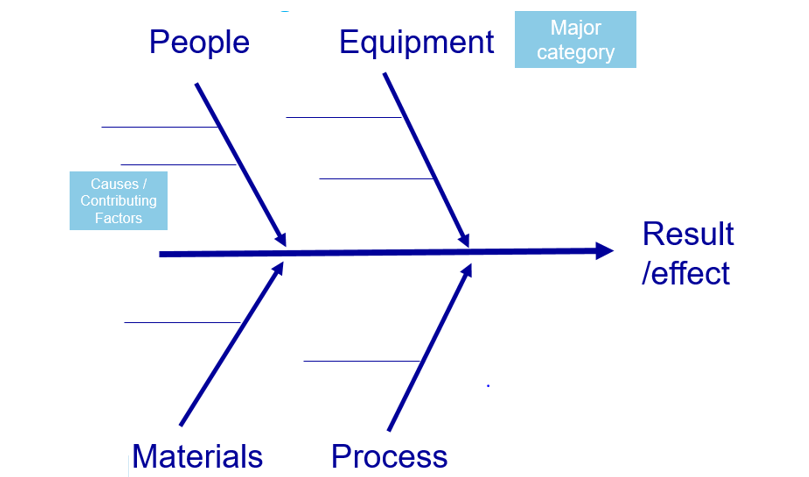 People
Equipment
Major
category
Causes /
Contributing
Factors
Result
/effect
Materials
Process